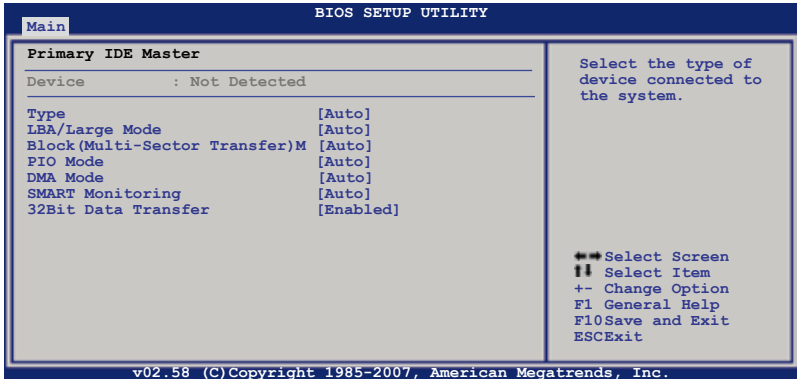 BIOS SETUP UTILITY
Main
Primary IDE Master
Device : Not Detected
Type [Auto]
LBA/Large Mode [Auto]
Block(Multi-Sector Transfer)M [Auto]
PIO Mode [Auto]
DMA Mode [Auto]
SMART Monitoring [Auto]
32Bit Data Transfer [Enabled]
Select the type of
device connected to
the system.
Select Screen
Select Item
+- Change Option
F1 General Help
F10Save and Exit
ESCExit
v02.58 (C)Copyright 1985-2007, American Megatrends, Inc.